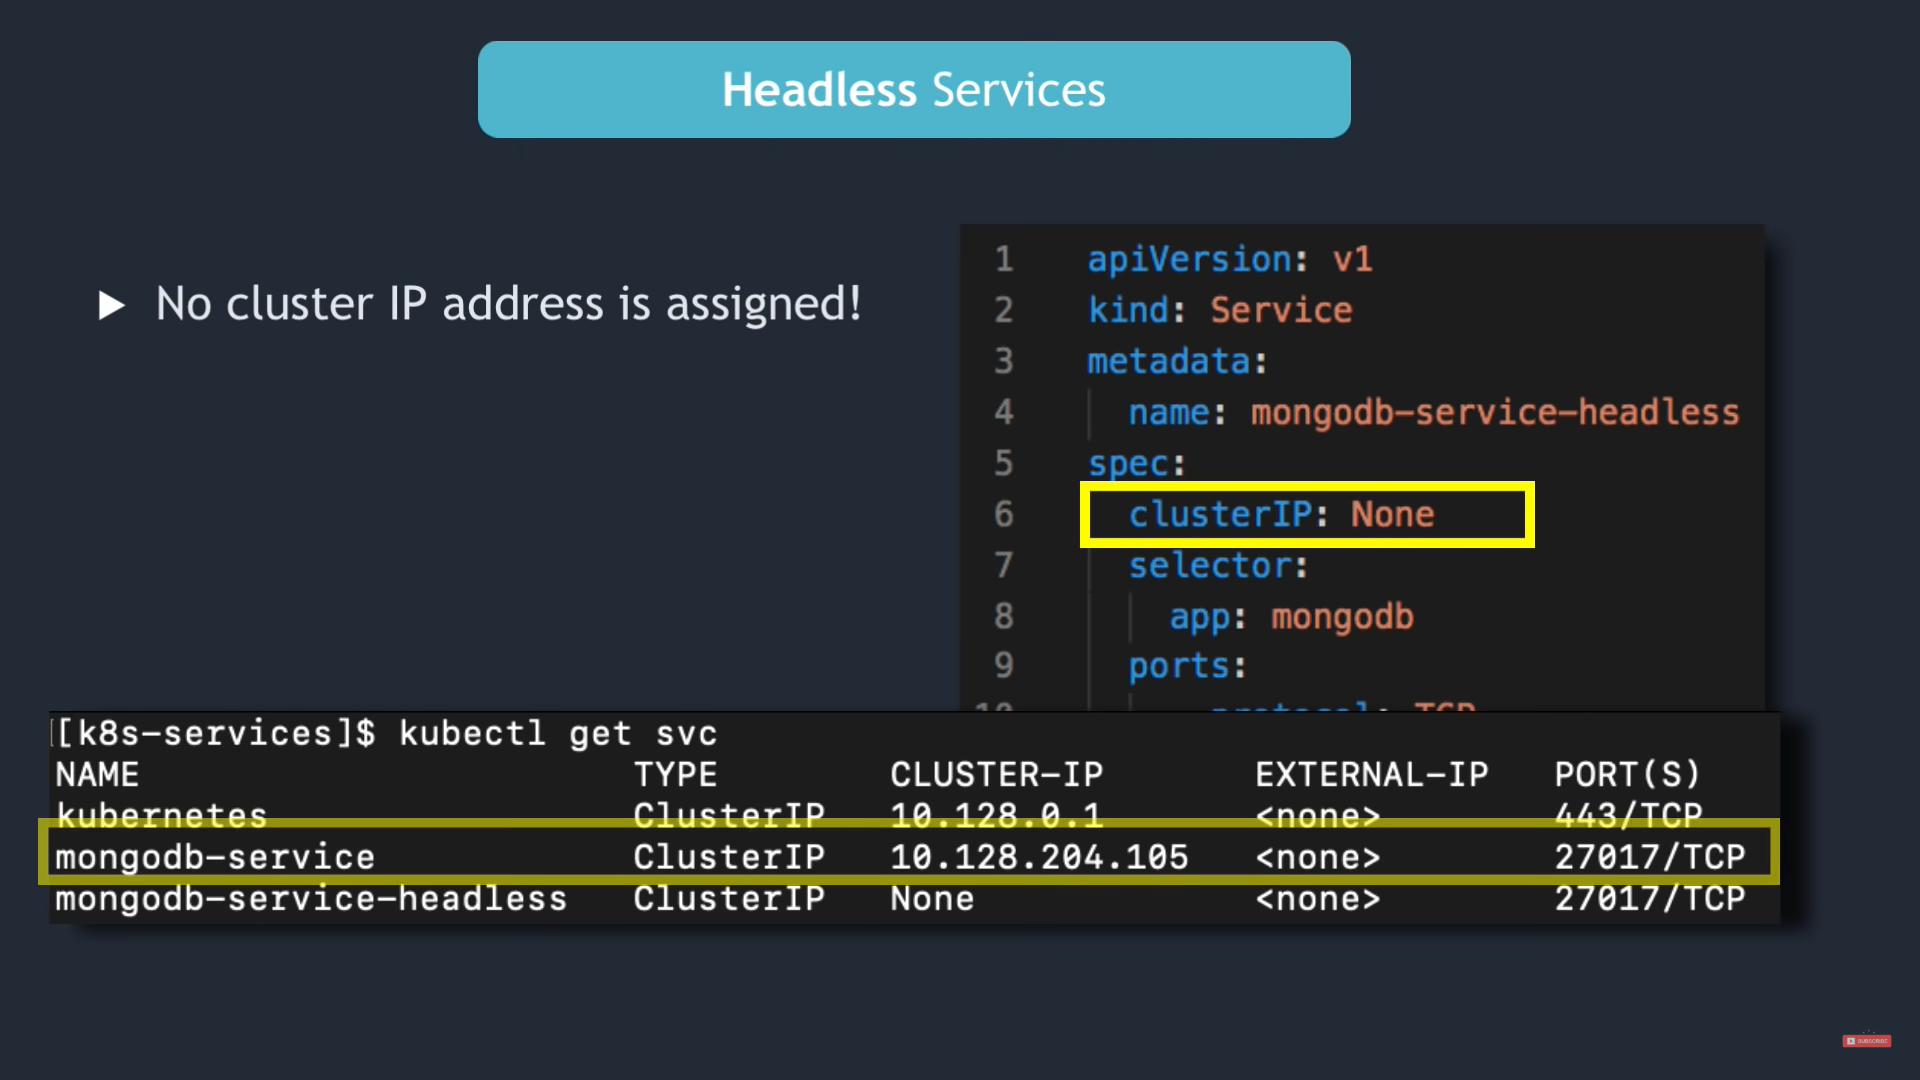 Headless Services
▶ No cluster IP address is assigned!
1 apiVersion: v1
2 kind: Service
3 metadata:
4 name: mongodb-service-headless
5 spec:
6 clusterIP: None
7 selector:
8 app: mongodb
9 ports:
10 protocol: TCP
[[k8s-services]$ kubectl get svc
NAME TYPE CLUSTER-IP EXTERNAL-IP PORT(S)
kubernetes ClusterIP 10.128.0.1 <none> 443/TCP
mongodb-service ClusterIP 10.128.204.105 <none> 27017/TCP
mongodb-service-headless ClusterIP None <none> 27017/TCP
SUBSCRIBE